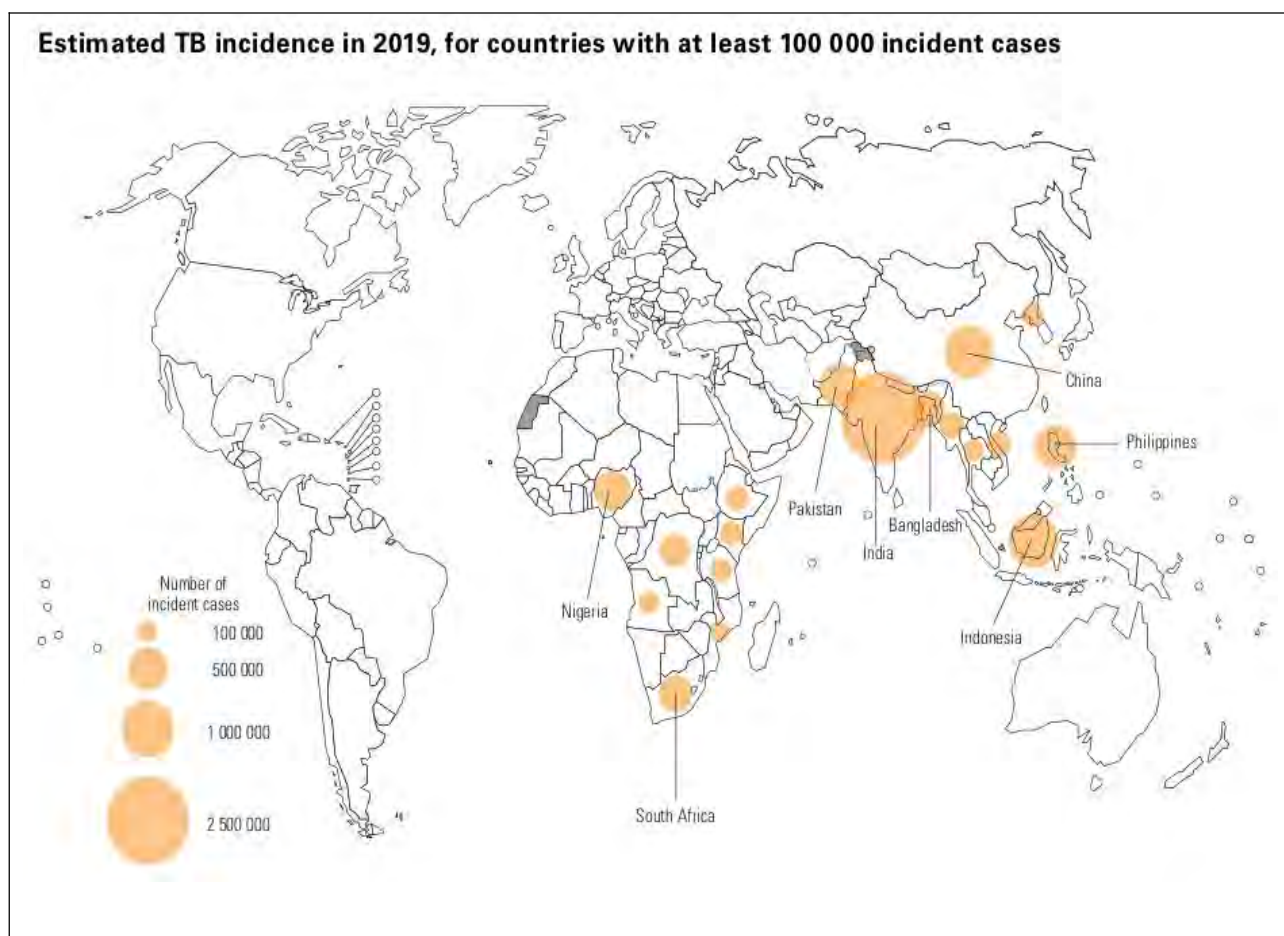 Estimated TB incidence in 2019, for countries with at least 100 000 incident cases
China
Philippines
Pakistan
Bangladesh
India
Nigeria
Indonesia
South Africa
Number of
incident cases
100 000
500 000
1 000 000
2 500 000